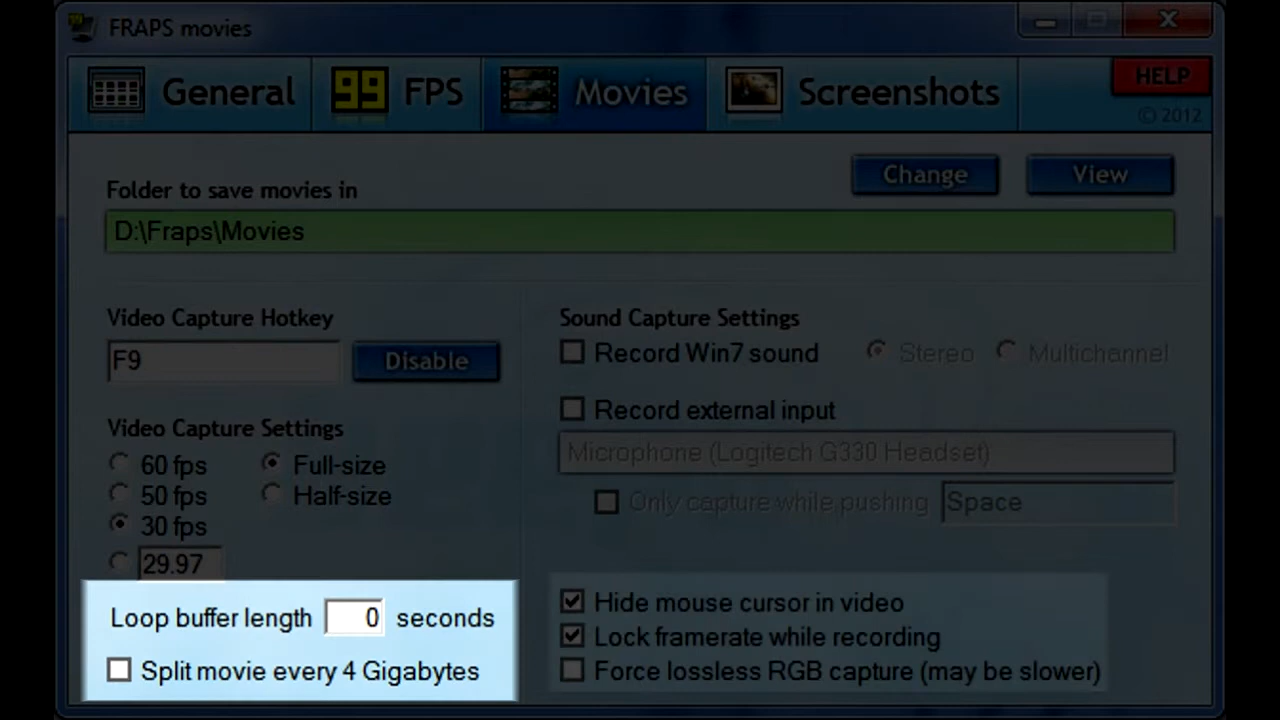 FRAPS movies
99 General 99 FPS Movies Screenshots HELP
© 2012
Folder to save movies in Change View
D:\Fraps\Movies
Video Capture Hotkey
F9 Disable
Video Capture Settings
60 fps Full-size
50 fps Half-size
30 fps
29.97
Loop buffer length 0 seconds
Split movie every 4 Gigabytes
Sound Capture Settings
Record Win7 sound Stereo Multichannel
Record external input
Microphone (Logitech G330 Headset)
Only capture while pushing Space
Hide mouse cursor in video
Lock framerate while recording
Force lossless RGB capture (may be slower)